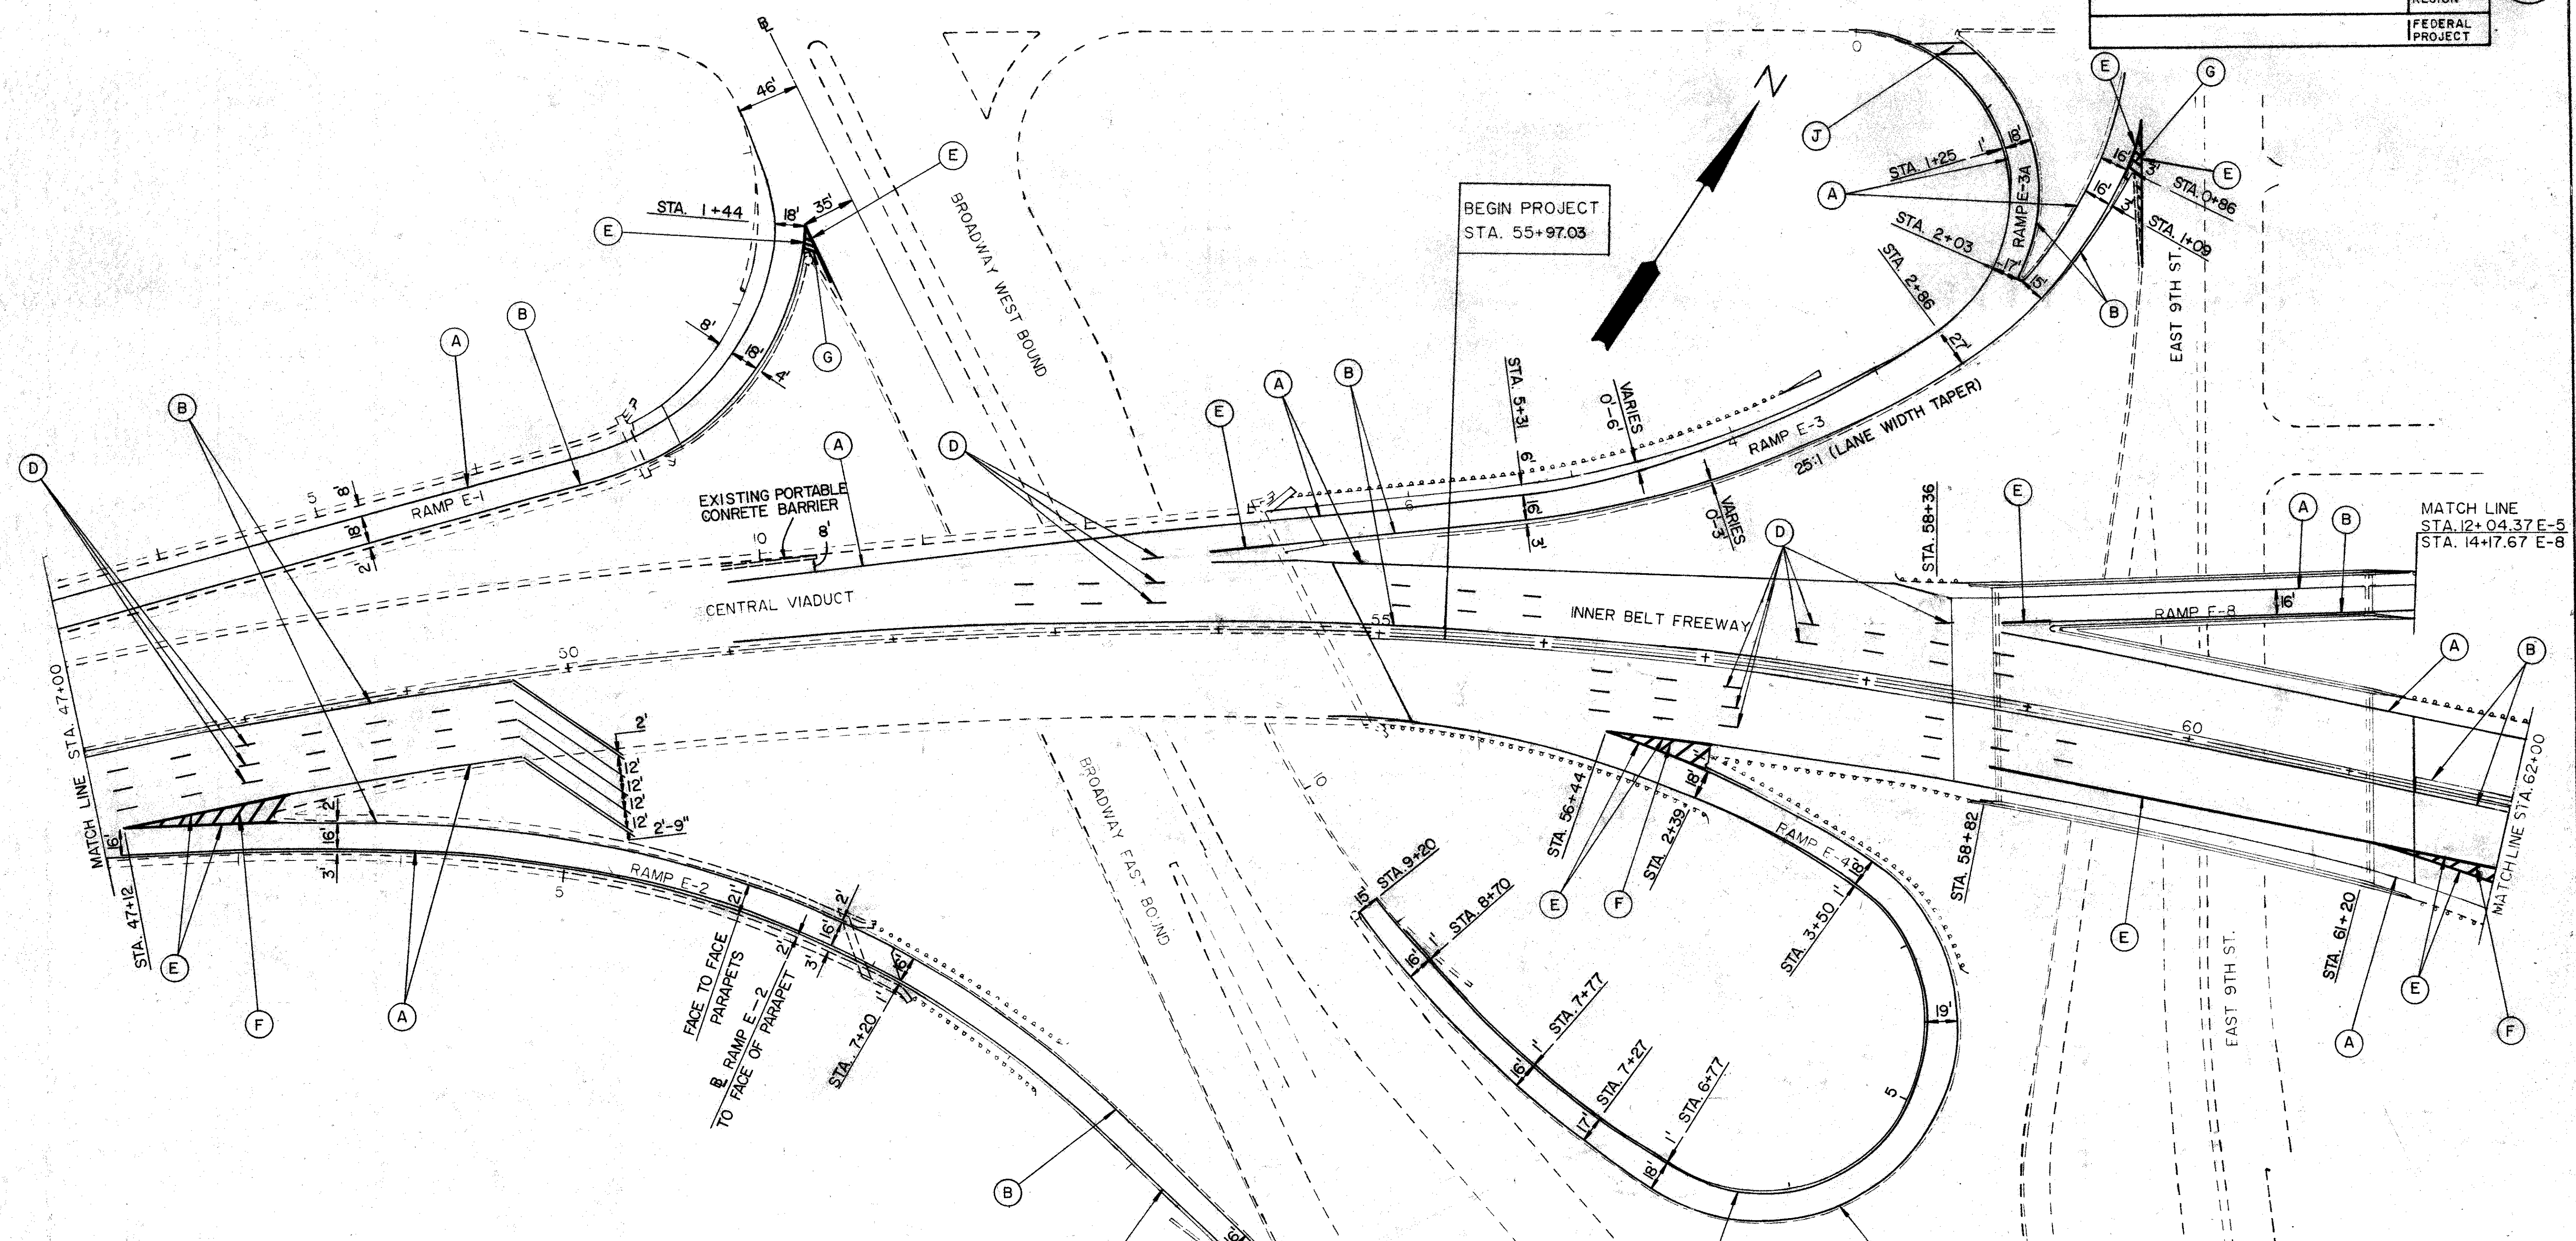 REGION
FEDERAL
PROJECT
46'
35'
18'
STA. 1+44
E
E
G
BROADWAY WEST BOUND
8'
18'
4'
A
B
B
D
5
8'
RAMP E-1
18'
2'
EXISTING PORTABLE
CONRETE BARRIER
10
8'
A
D
CENTRAL VIADUCT
BEGIN PROJECT
STA. 55+97.03
N
0
J
STA. 1+25
1'
18'
A
RAMP E-3A
STA. 2+03
17'
15'
STA. 2+86
27'
E
G
E
16'
3'
STA. 0+86
16'
3'
STA. 1+09
B
EAST 9TH ST.
E
A
B
STA. 5+31
6'
16'
3'
VARIES
0'-6'
VARIES
0'-3'
4
RAMP E-3
25:1 (LANE WIDTH TAPER)
6
D
STA. 58+36
E
A
B
MATCH LINE
STA. 12+04.37 E-5
STA. 14+17.67 E-8
RAMP E-8
16'
A
B
INNER BELT FREEWAY
55
50
60
MATCH LINE STA. 47+00
MATCH LINE STA. 62+00
2'
12'
12'
12'
12'
2'-9"
6'
2'
16'
3'
STA. 47+12
E
F
A
5
RAMP E-2
21'
FACE TO FACE
PARAPETS
2'
16'
3'
2'
℄ RAMP E-2
TO FACE OF PARAPET
16'
1'
STA. 7+20
B
16'
BROADWAY EAST BOUND
10
STA. 56+44
E
F
18'
STA. 2+39
RAMP E-4
18'
1'
STA. 3+50
STA. 58+82
15'
STA. 9+20
16'
1'
STA. 8+70
16'
1'
STA. 7+77
17'
STA. 7+27
18'
1'
STA. 6+77
19'
5
E
EAST 9TH ST.
STA. 61+20
A
E
F